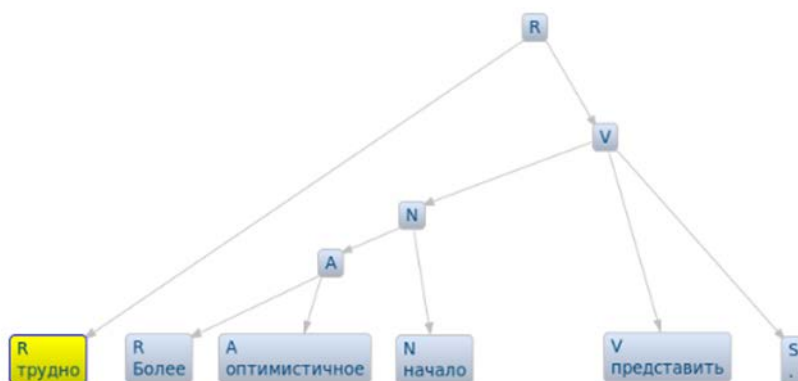 R
V
N
A
R
трудно
R
Более
A
оптимистичное
N
начало
V
представить
S
.